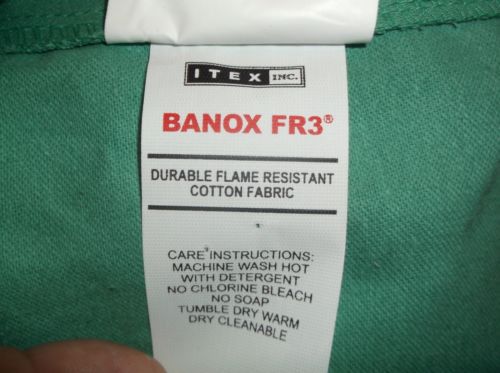 ITEX INC.
BANOX FR3®
DURABLE FLAME RESISTANT
COTTON FABRIC
CARE INSTRUCTIONS:
MACHINE WASH HOT
WITH DETERGENT
NO CHLORINE BLEACH
NO SOAP
TUMBLE DRY WARM
DRY CLEANABLE